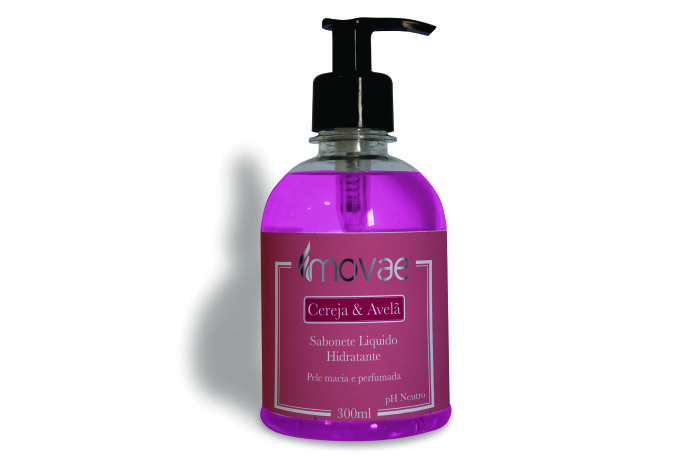 movae
Cereja & Avelã
Sabonete Liquido
Hidratante
Pele macia e perfumada
pH Neutro
300ml